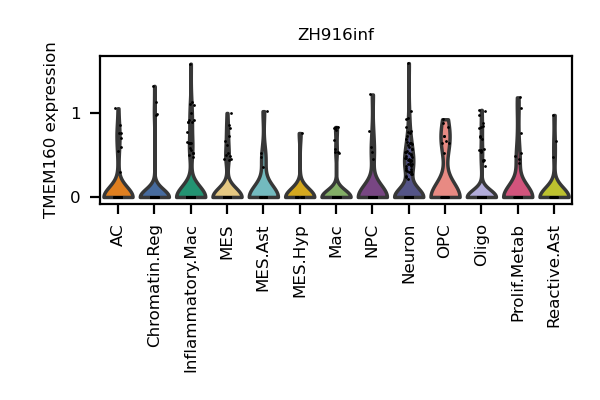 ZH916inf
TMEM160 expression
1
0
AC
Chromatin.Reg
Inflammatory.Mac
MES
MES.Ast
MES.Hyp
Mac
NPC
Neuron
OPC
Oligo
Prolif.Metab
Reactive.Ast